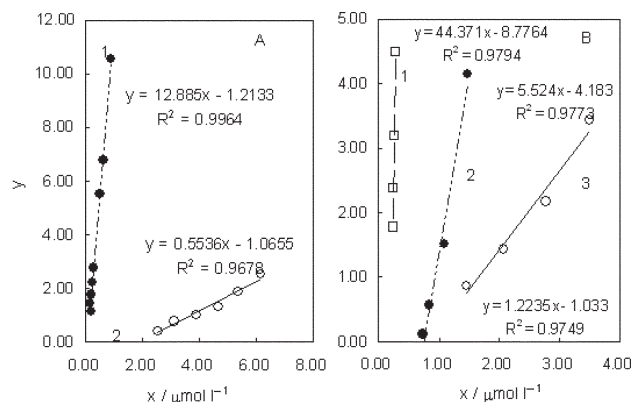 12.00
10.00
8.00
6.00
4.00
2.00
0.00
y
0.00 2.00 4.00 6.00 8.00
x / μmol l⁻¹
A
1
y = 12.885x - 1.2133
R² = 0.9964
y = 0.5536x - 1.0655
R² = 0.9678
2
5.00
4.00
3.00
2.00
1.00
0.00
0.00 1.00 2.00 3.00 4.00
x / μmol l⁻¹
B
y=44.371x-8.7764
R²=0.9794
1
y=5.524x-4.183
R²=0.9773
2
3
y=1.2235x-1.033
R²=0.9749